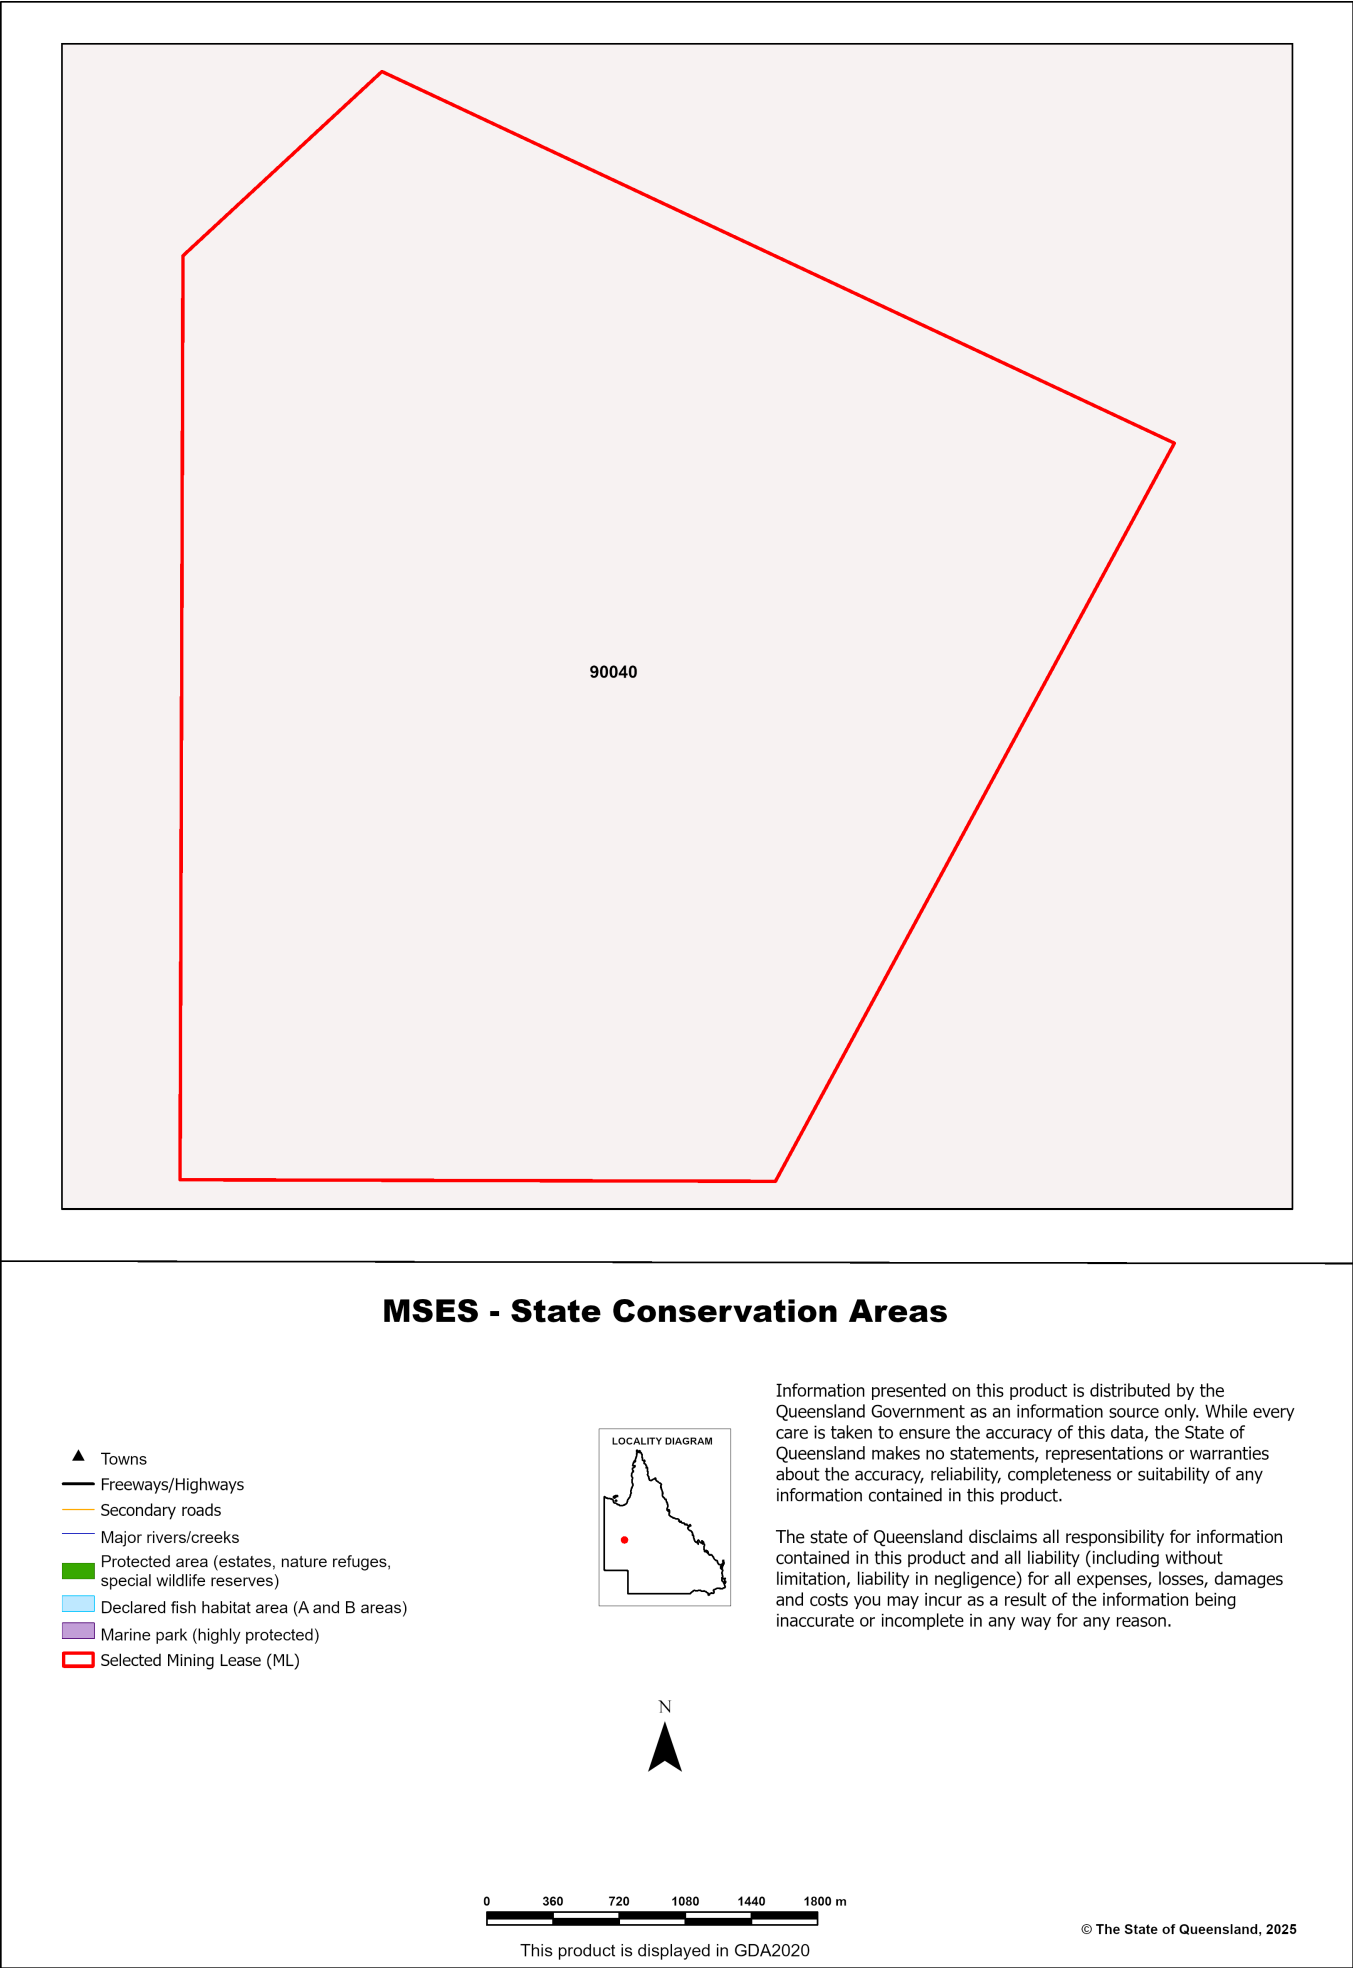 90040
MSES - State Conservation Areas
Towns
Freeways/Highways
Secondary roads
Major rivers/creeks
Protected area (estates, nature refuges,
special wildlife reserves)
Declared fish habitat area (A and B areas)
Marine park (highly protected)
Selected Mining Lease (ML)
LOCALITY DIAGRAM
Information presented on this product is distributed by the
Queensland Government as an information source only. While every
care is taken to ensure the accuracy of this data, the State of
Queensland makes no statements, representations or warranties
about the accuracy, reliability, completeness or suitability of any
information contained in this product.
The state of Queensland disclaims all responsibility for information
contained in this product and all liability (including without
limitation, liability in negligence) for all expenses, losses, damages
and costs you may incur as a result of the information being
inaccurate or incomplete in any way for any reason.
N
0 360 720 1080 1440 1800 m
This product is displayed in GDA2020
© The State of Queensland, 2025